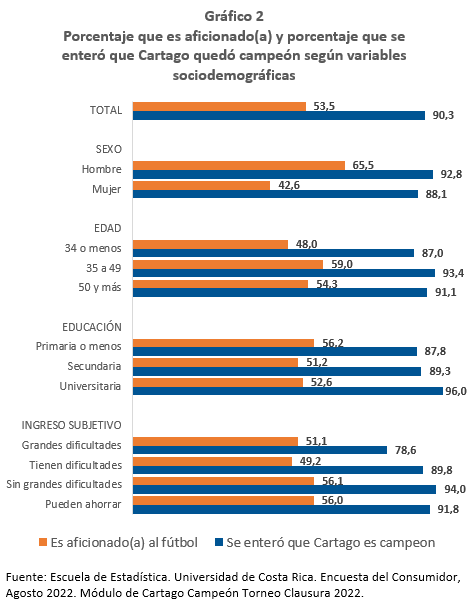 Gráfico 2
Porcentaje que es aficionado(a) y porcentaje que se
enteró que Cartago quedó campeón según variables
sociodemográficas
TOTAL
53,5
90,3
SEXO
Hombre
65,5
92,8
Mujer
42,6
88,1
EDAD
34 o menos
48,0
87,0
35 a 49
59,0
93,4
50 y más
54,3
91,1
EDUCACIÓN
Primaria o menos
56,2
87,8
Secundaria
51,2
89,3
Universitaria
52,6
96,0
INGRESO SUBJETIVO
Grandes dificultades
51,1
78,6
Tienen dificultades
49,2
89,8
Sin grandes dificultades
56,1
94,0
Pueden ahorrar
56,0
91,8
Es aficionado(a) al fútbol
Se enteró que Cartago es campeon
Fuente: Escuela de Estadística. Universidad de Costa Rica. Encuesta del Consumidor,
Agosto 2022. Módulo de Cartago Campeón Torneo Clausura 2022.